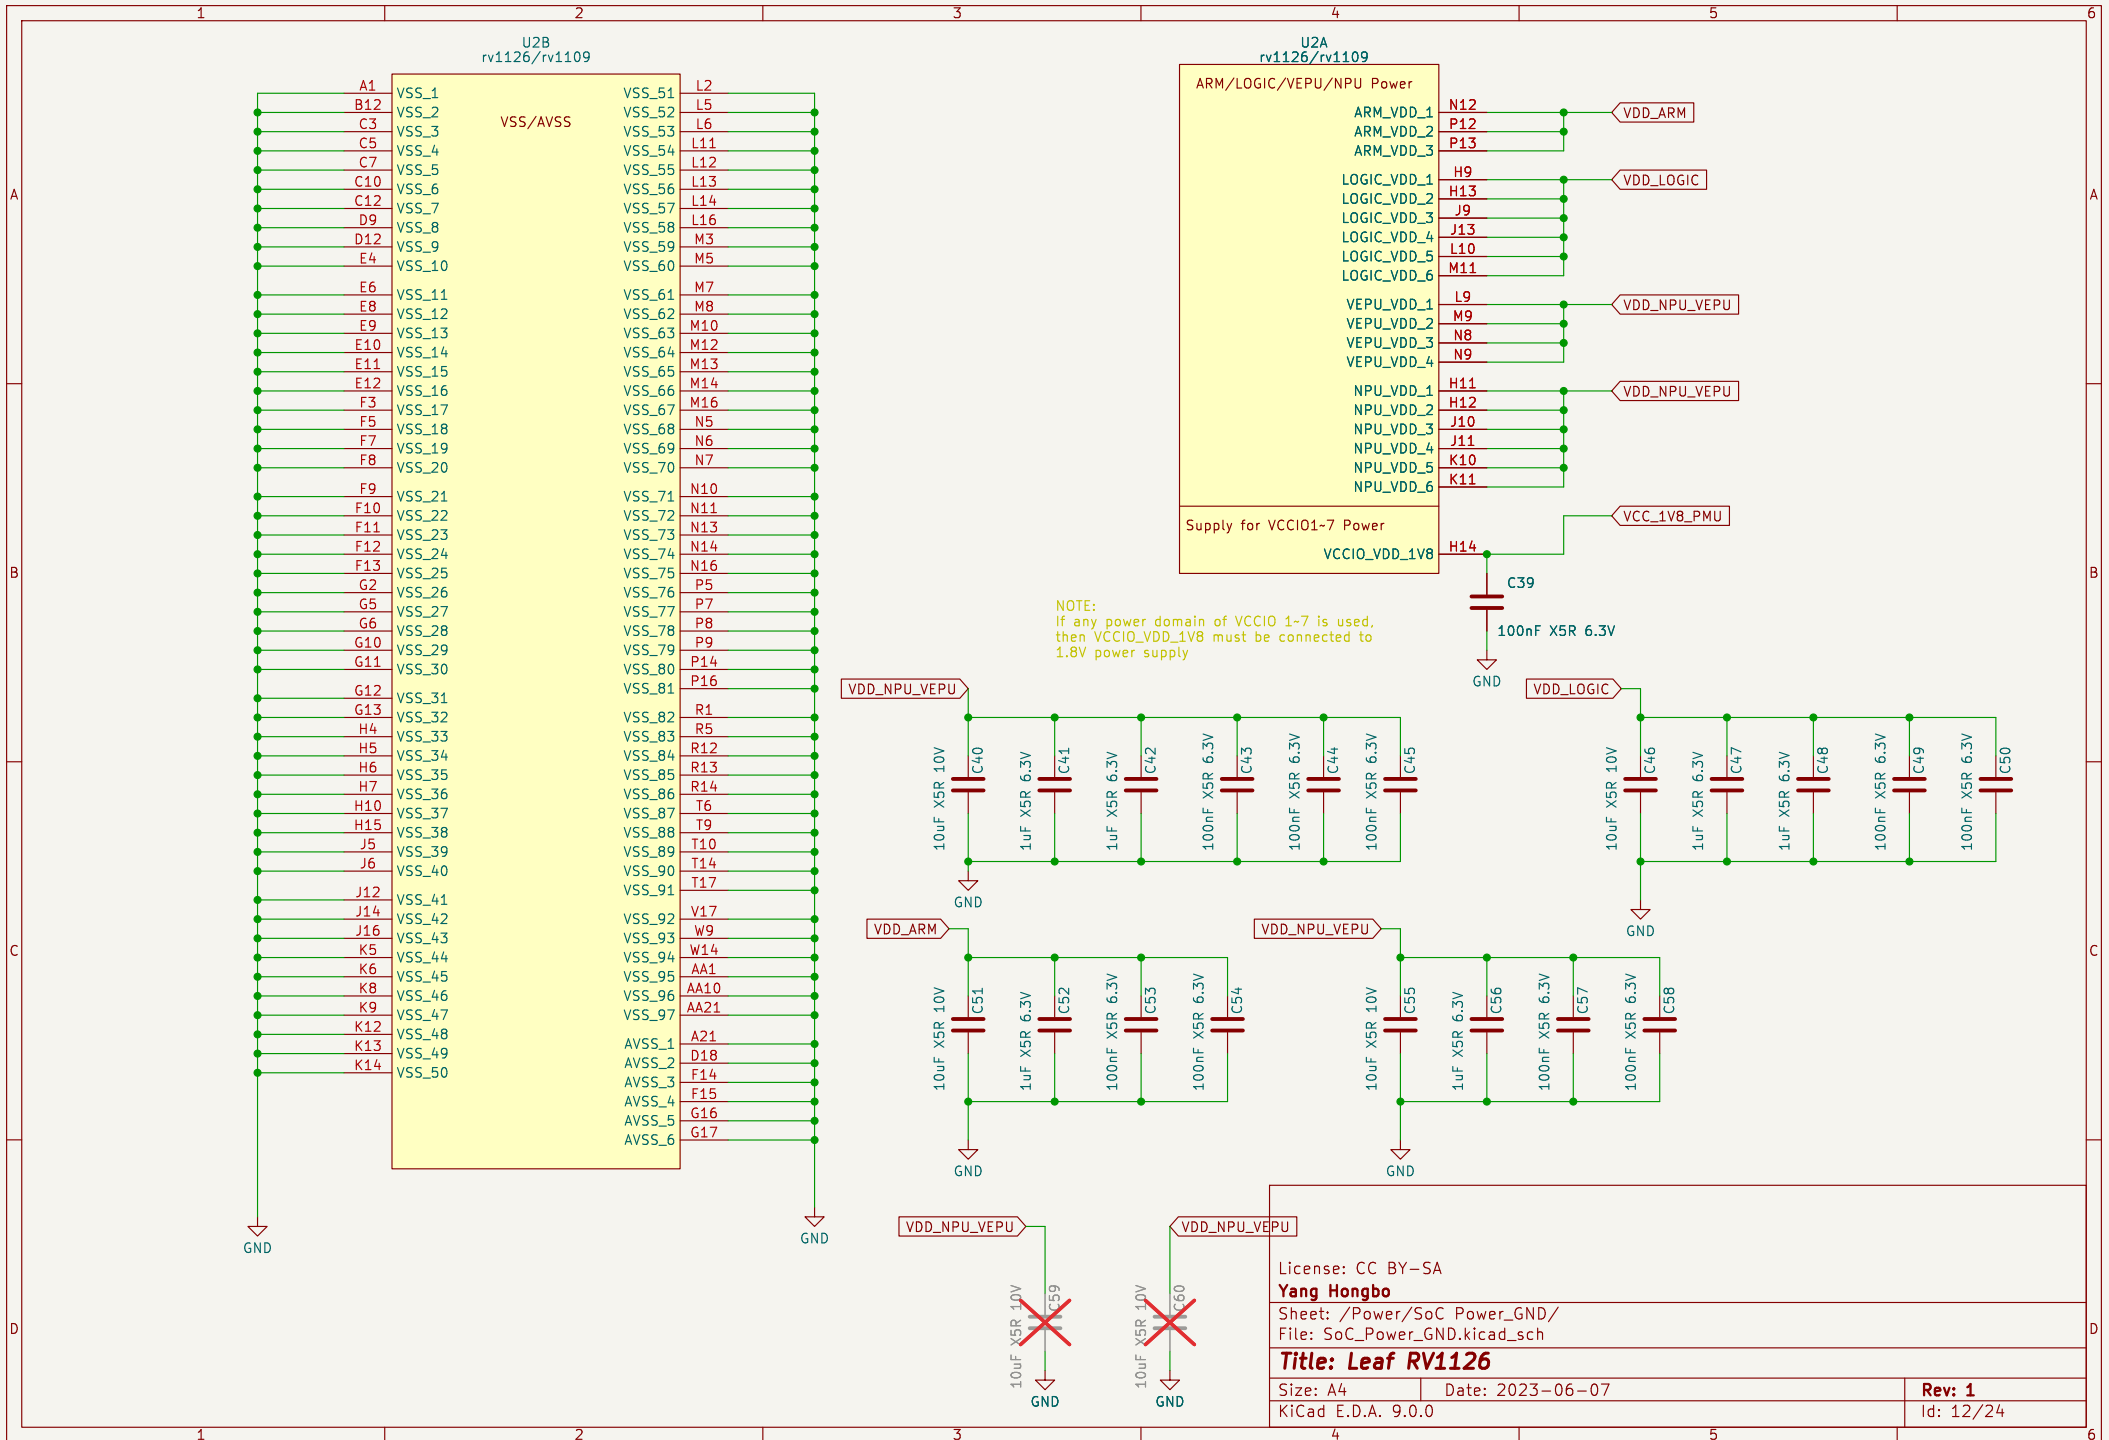 1 2 3 4 5 6
U2B
rv1126/rv1109
VSS/AVSS
A1 VSS_1
B12 VSS_2
C3 VSS_3
C5 VSS_4
C7 VSS_5
C10 VSS_6
C12 VSS_7
D9 VSS_8
D12 VSS_9
E4 VSS_10
E6 VSS_11
E8 VSS_12
E9 VSS_13
E10 VSS_14
E11 VSS_15
E12 VSS_16
F3 VSS_17
F5 VSS_18
F7 VSS_19
F8 VSS_20
F9 VSS_21
F10 VSS_22
F11 VSS_23
F12 VSS_24
F13 VSS_25
G2 VSS_26
G5 VSS_27
G6 VSS_28
G10 VSS_29
G11 VSS_30
G12 VSS_31
G13 VSS_32
H4 VSS_33
H5 VSS_34
H6 VSS_35
H7 VSS_36
H10 VSS_37
H15 VSS_38
J5 VSS_39
J6 VSS_40
J12 VSS_41
J14 VSS_42
J16 VSS_43
K5 VSS_44
K6 VSS_45
K8 VSS_46
K9 VSS_47
K12 VSS_48
K13 VSS_49
K14 VSS_50
GND
VSS_51 L2
VSS_52 L5
VSS_53 L6
VSS_54 L11
VSS_55 L12
VSS_56 L13
VSS_57 L14
VSS_58 L16
VSS_59 M3
VSS_60 M5
VSS_61 M7
VSS_62 M8
VSS_63 M10
VSS_64 M12
VSS_65 M13
VSS_66 M14
VSS_67 M16
VSS_68 N5
VSS_69 N6
VSS_70 N7
VSS_71 N10
VSS_72 N11
VSS_73 N13
VSS_74 N14
VSS_75 N16
VSS_76 P5
VSS_77 P7
VSS_78 P8
VSS_79 P9
VSS_80 P14
VSS_81 P16
VSS_82 R1
VSS_83 R5
VSS_84 R12
VSS_85 R13
VSS_86 R14
VSS_87 T6
VSS_88 T9
VSS_89 T10
VSS_90 T14
VSS_91 T17
VSS_92 V17
VSS_93 W9
VSS_94 W14
VSS_95 AA1
VSS_96 AA10
VSS_97 AA21
AVSS_1 A21
AVSS_2 D18
AVSS_3 F14
AVSS_4 F15
AVSS_5 G16
AVSS_6 G17
GND
U2A
rv1126/rv1109
ARM/LOGIC/VEPU/NPU Power
ARM_VDD_1 N12 VDD_ARM
ARM_VDD_2 P12
ARM_VDD_3 P13
LOGIC_VDD_1 H9 VDD_LOGIC
LOGIC_VDD_2 H13
LOGIC_VDD_3 J9
LOGIC_VDD_4 J13
LOGIC_VDD_5 L10
LOGIC_VDD_6 M11
VEPU_VDD_1 L9 VDD_NPU_VEPU
VEPU_VDD_2 M9
VEPU_VDD_3 N8
VEPU_VDD_4 N9
NPU_VDD_1 H11 VDD_NPU_VEPU
NPU_VDD_2 H12
NPU_VDD_3 J10
NPU_VDD_4 J11
NPU_VDD_5 K10
NPU_VDD_6 K11
VCC_1V8_PMU
Supply for VCCIO1~7 Power
VCCIO_VDD_1V8 H14
C39
100nF X5R 6.3V
GND
NOTE:
If any power domain of VCCIO 1~7 is used,
then VCCIO_VDD_1V8 must be connected to
1.8V power supply
VDD_NPU_VEPU
10uF X5R 10V C40
1uF X5R 6.3V C41
1uF X5R 6.3V C42
100nF X5R 6.3V C43
100nF X5R 6.3V C44
100nF X5R 6.3V C45
GND
VDD_LOGIC
10uF X5R 10V C46
1uF X5R 6.3V C47
1uF X5R 6.3V C48
100nF X5R 6.3V C49
100nF X5R 6.3V C50
GND
VDD_ARM
10uF X5R 10V C51
1uF X5R 6.3V C52
100nF X5R 6.3V C53
100nF X5R 6.3V C54
GND
VDD_NPU_VEPU
10uF X5R 10V C55
1uF X5R 6.3V C56
100nF X5R 6.3V C57
100nF X5R 6.3V C58
GND
VDD_NPU_VEPU
10uF X5R 10V C59
GND
VDD_NPU_VEPU
10uF X5R 10V C60
GND
License: CC BY-SA
Yang Hongbo
Sheet: /Power/SoC Power_GND/
File: SoC_Power_GND.kicad_sch
Title: Leaf RV1126
Size: A4 Date: 2023-06-07 Rev: 1
KiCad E.D.A. 9.0.0 Id: 12/24
A A
B B
C C
D D
1 2 3 4 5 6